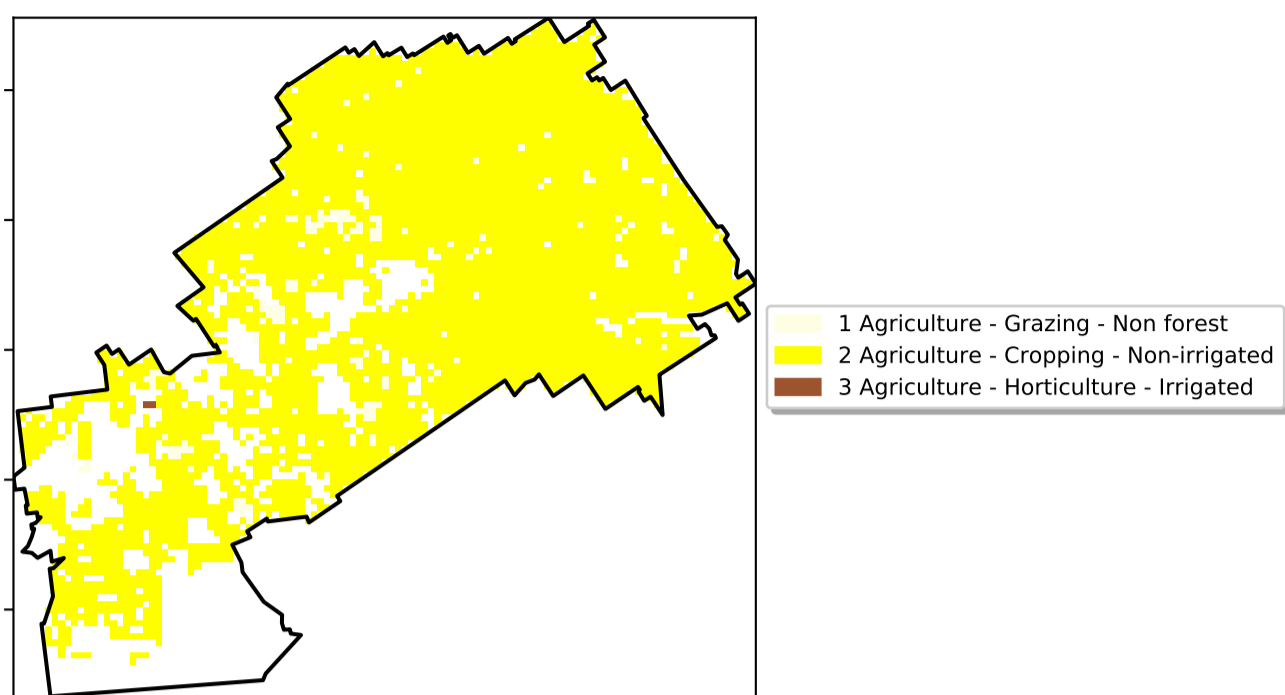 1 Agriculture - Grazing - Non forest
2 Agriculture - Cropping - Non-irrigated
3 Agriculture - Horticulture - Irrigated